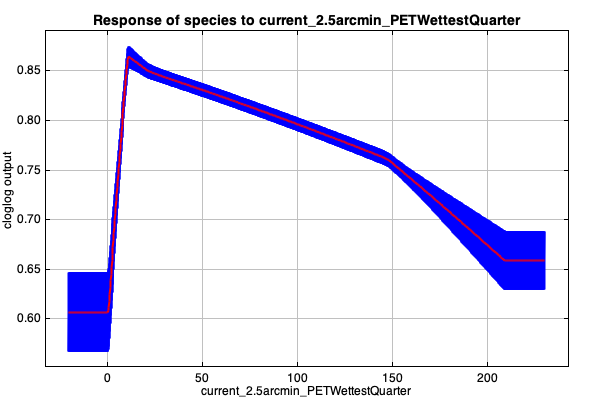 Response of species to current_2.5arcmin_PETWettestQuarter
cloglog output
0.85
0.80
0.75
0.70
0.65
0.60
0 50 100 150 200
current_2.5arcmin_PETWettestQuarter